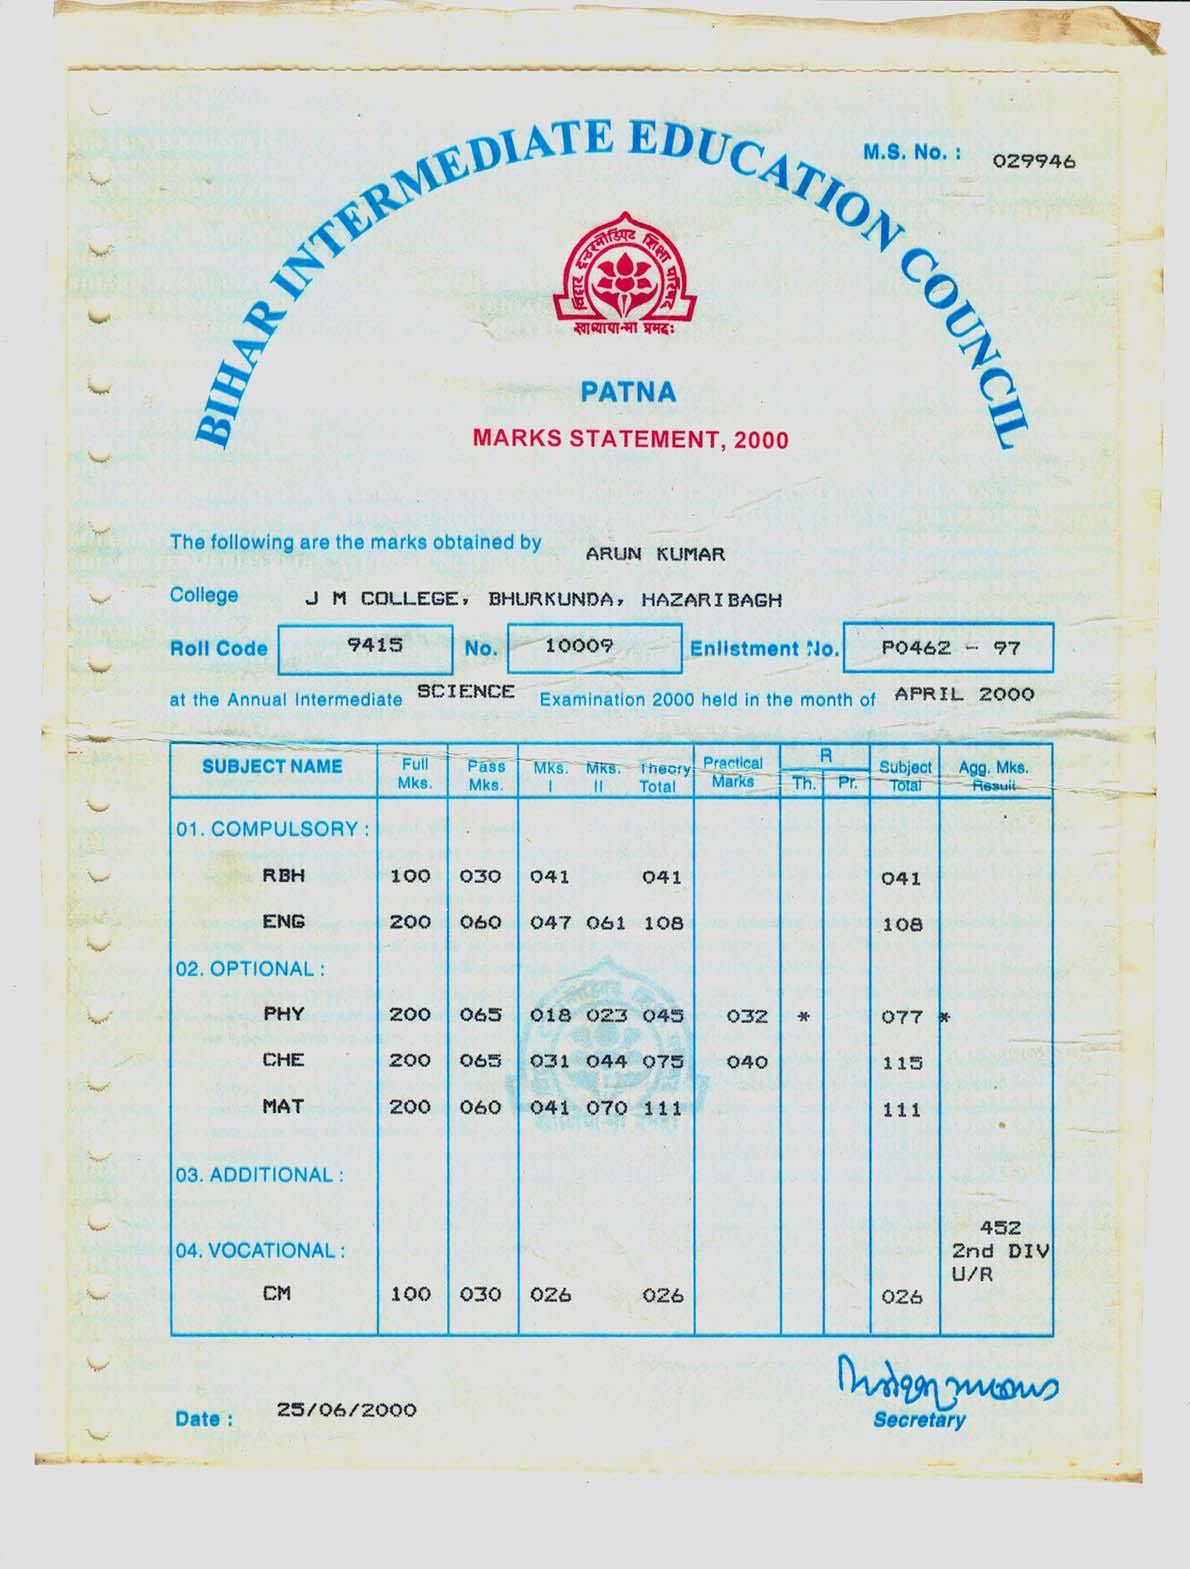 BIHAR INTERMEDIATE EDUCATION COUNCIL
M.S. No. : 029946
बिहार इन्टरमीडिएट शिक्षा परिषद
स्वाध्यायान्मा प्रमदः
PATNA
MARKS STATEMENT, 2000
The following are the marks obtained by ARUN KUMAR
College J M COLLEGE, BHURKUNDA, HAZARIBAGH
Roll Code 9415 No. 10009 Enlistment No. P0462 - 97
at the Annual Intermediate SCIENCE Examination 2000 held in the month of APRIL 2000
SUBJECT NAME Full Mks. Pass Mks. Mks. I Mks. II Theory Total Practical Marks R Th. Pr. Subject Total Agg. Mks. Result
01. COMPULSORY :
RBH 100 030 041 041 041
ENG 200 060 047 061 108 108
02. OPTIONAL :
PHY 200 065 018 023 045 032 * 077 *
CHE 200 065 031 044 075 040 115
MAT 200 060 041 070 111 111
03. ADDITIONAL :
452
04. VOCATIONAL : 2nd DIV
U/R
CM 100 030 026 026 026
Date : 25/06/2000
Secretary